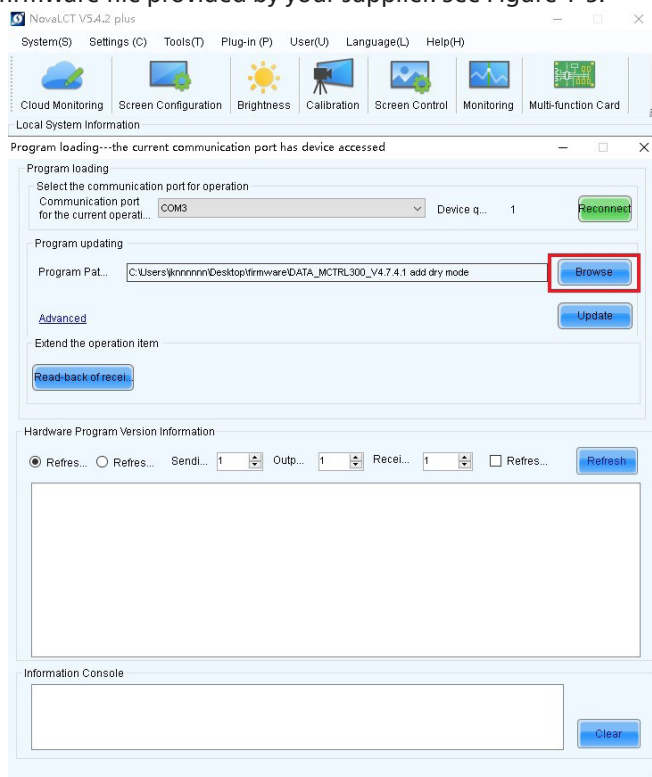 firmware file provided by your supplier. See Figure 4-3.
NovaLCT V5.4.2 plus
System(S) Settings (C) Tools(T) Plug-in (P) User(U) Language(L) Help(H)
Cloud Monitoring Screen Configuration Brightness Calibration Screen Control Monitoring Multi-function Card
Local System Information
Program loading---the current communication port has device accessed
Program loading
Select the communication port for operation
Communication port
for the current operati... COM3 Device q... 1 Reconnect
Program updating
Program Pat... C:\Users\jknnnnnn\Desktop\firmware\DATA_MCTRL300_V4.7.4.1 add dry mode Browse
Advanced Update
Extend the operation item
Read-back of recei...
Hardware Program Version Information
Refres... Refres... Sendi... 1 Outp... 1 Recei... 1 Refres... Refresh
Information Console
Clear